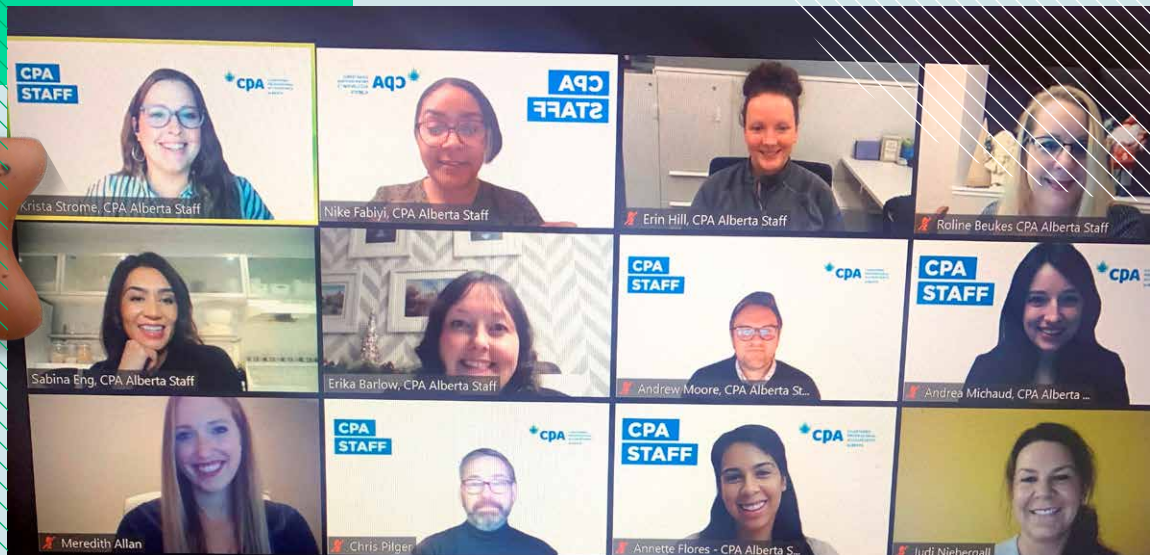 CPA
STAFF
CPA
Krista Strome, CPA Alberta Staff
CPA
CPA
STAFF
Nike Fabiyi, CPA Alberta Staff
Erin Hill, CPA Alberta Staff
Roline Beukes CPA Alberta Staff
Sabina Eng, CPA Alberta Staff
Erika Barlow, CPA Alberta Staff
CPA
STAFF
CPA
Andrew Moore, CPA Alberta St...
CPA
STAFF
CPA
Andrea Michaud, CPA Alberta ...
Meredith Allan
CPA
STAFF
CPA
Chris Pilger
CPA
STAFF
CPA
Annette Flores - CPA Alberta S...
Judi Niebergall